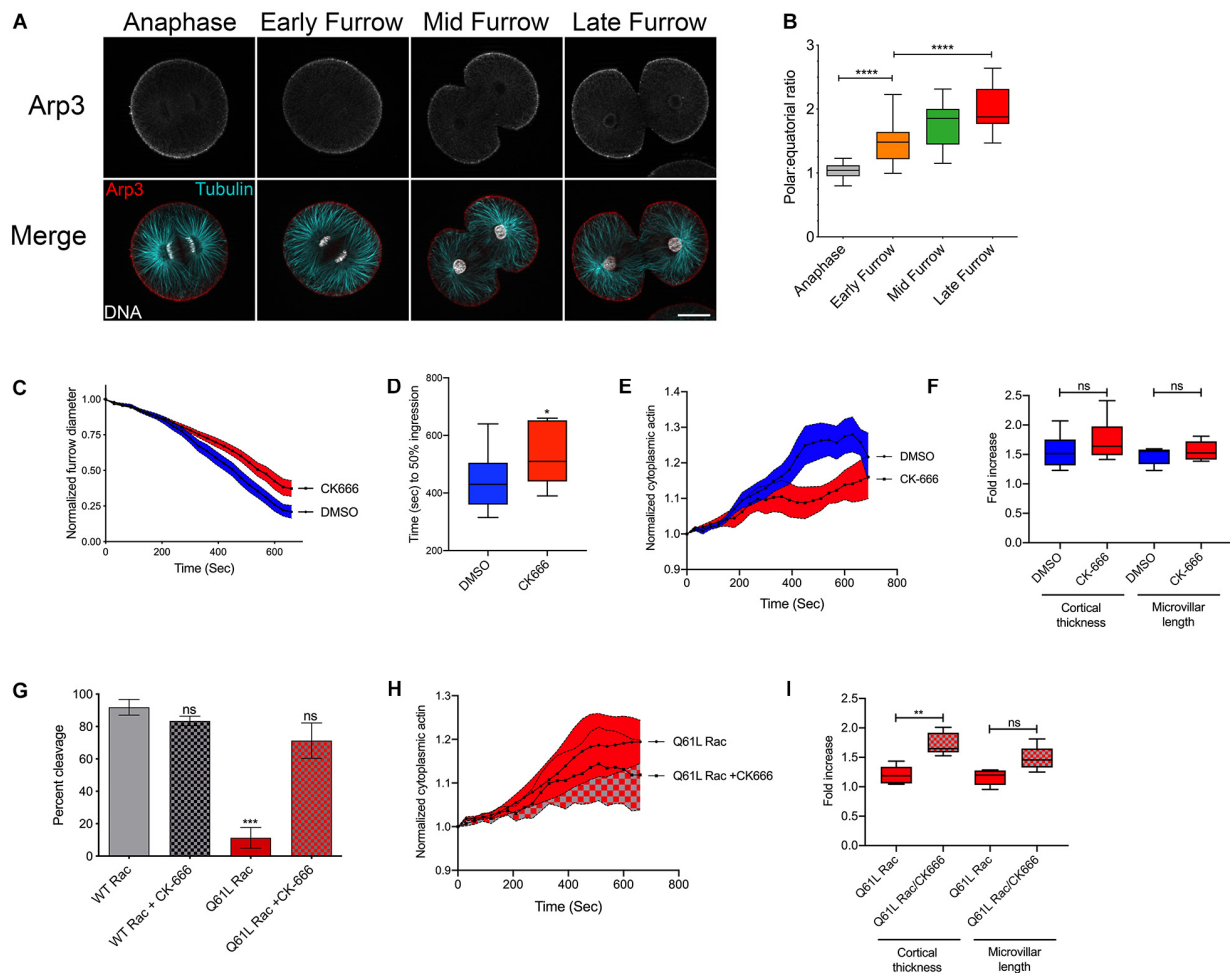 A
Anaphase Early Furrow Mid Furrow Late Furrow
Arp3
Merge
Arp3 Tubulin
DNA
B
Polar:equatorial ratio
3
2
1
0
****
****
Anaphase
Early Furrow
Mid Furrow
Late Furrow
C
Normalized furrow diameter
1.00
0.75
0.50
0.25
0.00
0 200 400 600
Time (Sec)
CK666
DMSO
D
Time (sec) to 50% ingression
800
600
400
200
*
DMSO
CK666
E
Normalized cytoplasmic actin
1.4
1.3
1.2
1.1
1.0
0.9
0 200 400 600 800
Time (Sec)
DMSO
CK-666
F
Fold increase
2.5
2.0
1.5
1.0
0.5
0.0
ns
ns
DMSO
CK-666
DMSO
CK-666
Cortical
thickness
Microvillar
length
G
Percent cleavage
100
80
60
40
20
0
ns
***
ns
WT Rac
WT Rac + CK-666
Q61L Rac
Q61L Rac +CK-666
H
Normalized cytoplasmic actin
1.3
1.2
1.1
1.0
0.9
0 200 400 600 800
Time (Sec)
Q61L Rac
Q61L Rac +CK666
I
Fold increase
2.5
2.0
1.5
1.0
0.5
0.0
**
ns
Q61L Rac
Q61L Rac/CK666
Q61L Rac
Q61L Rac/CK666
Cortical
thickness
Microvillar
length